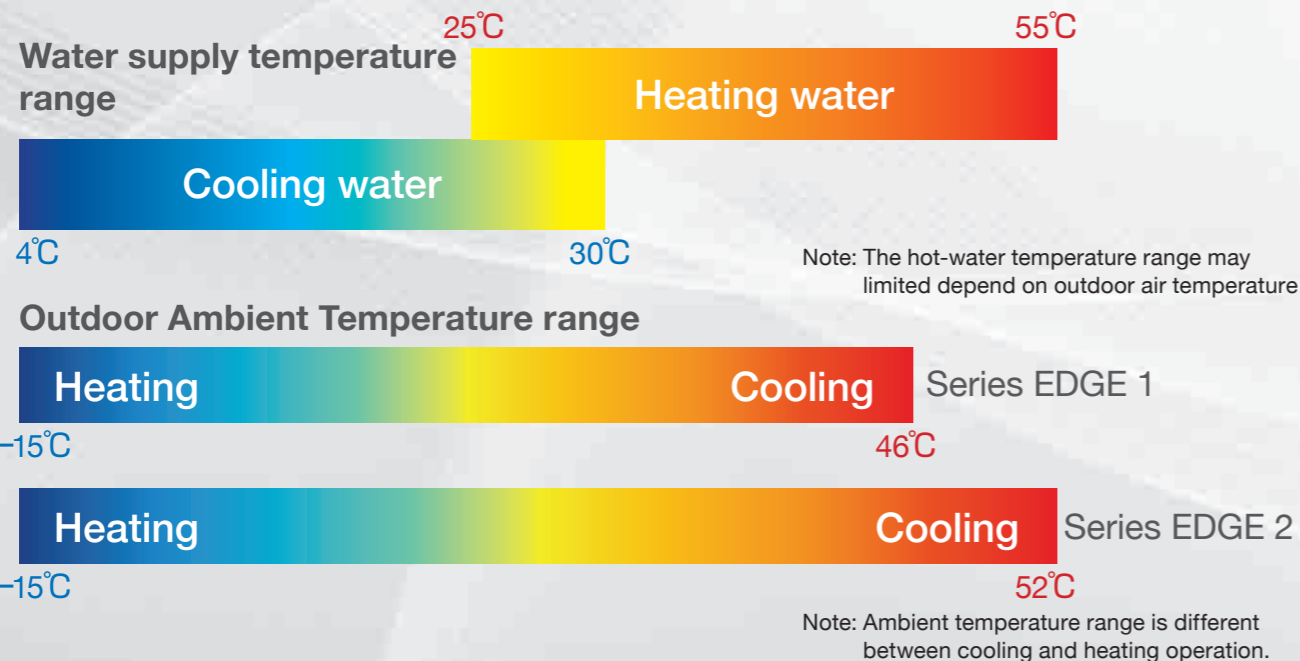 25℃
55℃
Water supply temperature
range
Heating water
Cooling water
4℃
30℃
Note: The hot-water temperature range may
limited depend on outdoor air temperature
Outdoor Ambient Temperature range
Heating
Cooling
Series EDGE 1
–15℃
46℃
Heating
Cooling
Series EDGE 2
–15℃
52℃
Note: Ambient temperature range is different
between cooling and heating operation.